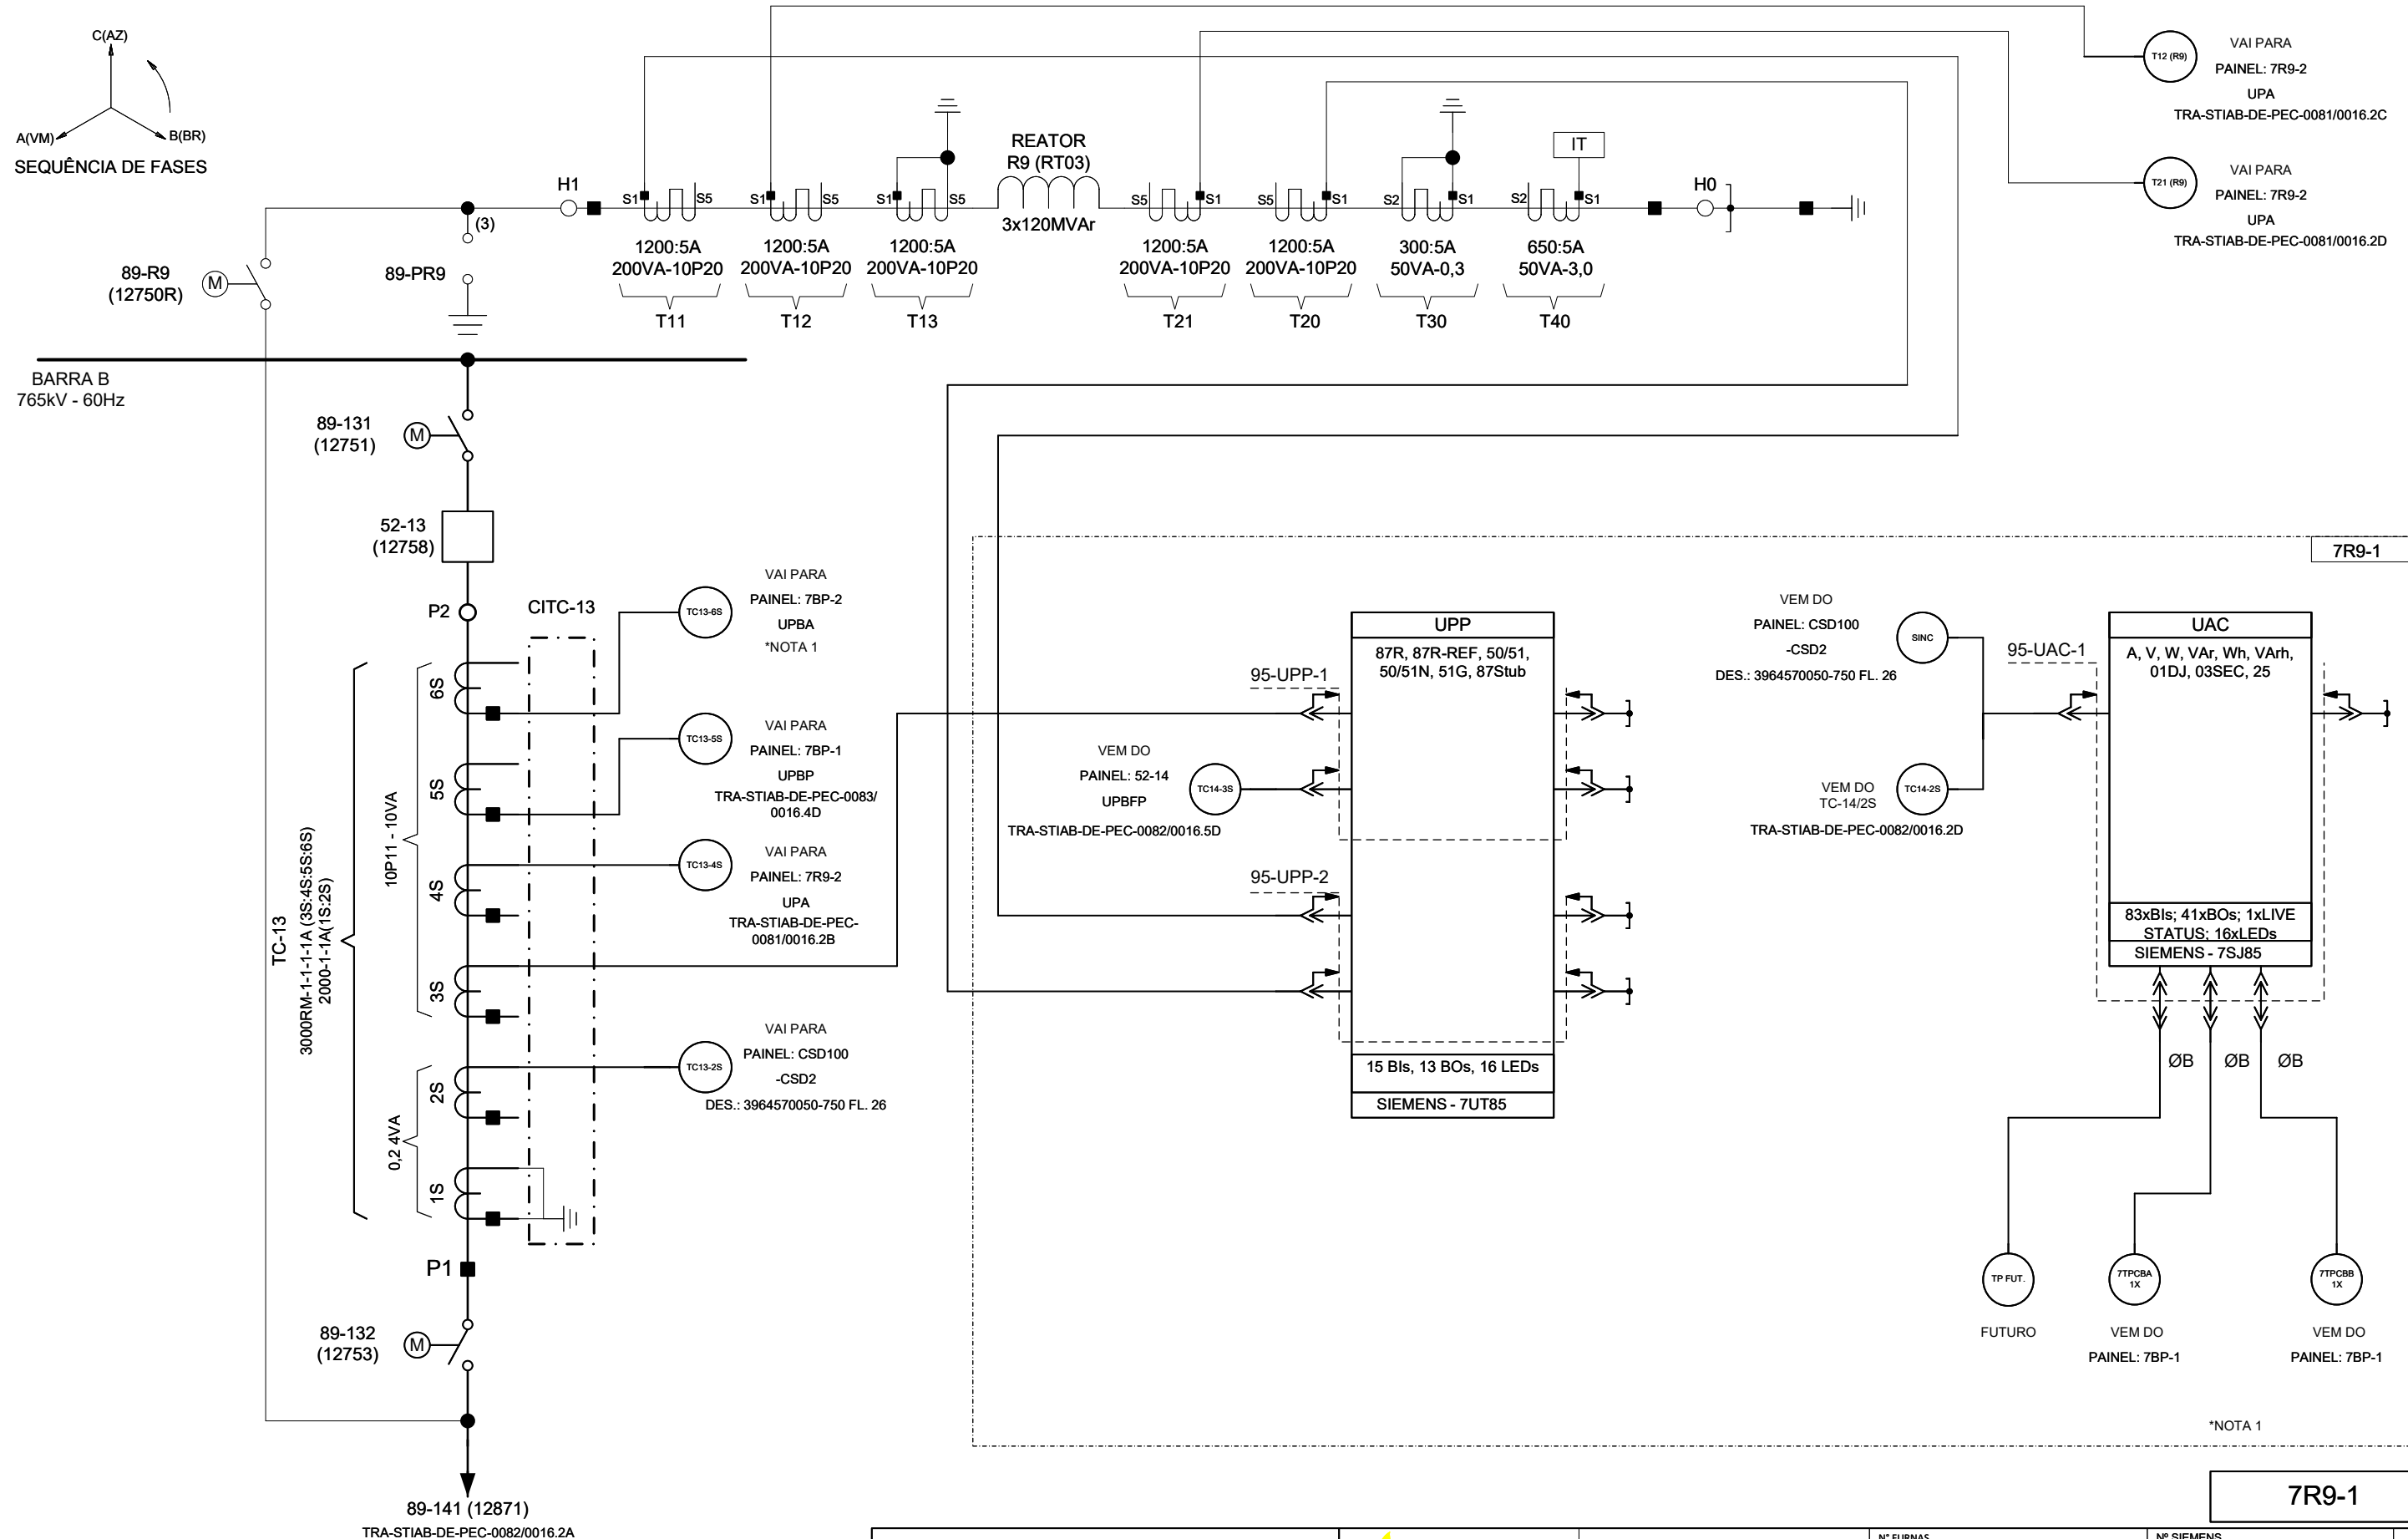 C(AZ)
A(VM)
B(BR)
SEQUÊNCIA DE FASES
T12 (R9)
VAI PARA
PAINEL: 7R9-2
UPA
TRA-STIAB-DE-PEC-0081/0016.2C
T21 (R9)
VAI PARA
PAINEL: 7R9-2
UPA
TRA-STIAB-DE-PEC-0081/0016.2D
89-R9
(12750R)
M
(3)
89-PR9
H1
S1
S5
1200:5A
200VA-10P20
T11
S1
S5
1200:5A
200VA-10P20
T12
S1
S5
1200:5A
200VA-10P20
T13
REATOR
R9 (RT03)
3x120MVAr
S5
S1
1200:5A
200VA-10P20
T21
S5
S1
1200:5A
200VA-10P20
T20
S2
S1
300:5A
50VA-0,3
T30
IT
S2
S1
650:5A
50VA-3,0
T40
H0
BARRA B
765kV - 60Hz
89-131
(12751)
M
52-13
(12758)
P2
CITC-13
TC13-6S
VAI PARA
PAINEL: 7BP-2
UPBA
*NOTA 1
6S
TC13-5S
VAI PARA
PAINEL: 7BP-1
UPBP
TRA-STIAB-DE-PEC-0083/
0016.4D
5S
10P11 - 10VA
TC13-4S
VAI PARA
PAINEL: 7R9-2
UPA
TRA-STIAB-DE-PEC-
0081/0016.2B
4S
TC-13
3000RM-1-1-1-1A (3S:4S:5S:6S)
2000-1-1A(1S:2S)
3S
TC13-2S
VAI PARA
PAINEL: CSD100
-CSD2
DES.: 3964570050-750 FL. 26
2S
0,2 4VA
1S
P1
89-132
(12753)
M
89-141 (12871)
TRA-STIAB-DE-PEC-0082/0016.2A
7R9-1
UPP
87R, 87R-REF, 50/51,
50/51N, 51G, 87Stub
95-UPP-1
VEM DO
PAINEL: 52-14
UPBFP
TC14-3S
TRA-STIAB-DE-PEC-0082/0016.5D
95-UPP-2
15 BIs, 13 BOs, 16 LEDs
SIEMENS - 7UT85
VEM DO
PAINEL: CSD100
-CSD2
DES.: 3964570050-750 FL. 26
SINC
VEM DO
TC-14/2S
TC14-2S
TRA-STIAB-DE-PEC-0082/0016.2D
95-UAC-1
UAC
A, V, W, VAr, Wh, VArh,
01DJ, 03SEC, 25
83xBIs; 41xBOs; 1xLIVE
STATUS; 16xLEDs
SIEMENS - 7SJ85
ØB
ØB
ØB
TP FUT.
FUTURO
7TPCBA
1X
VEM DO
PAINEL: 7BP-1
7TPCBB
1X
VEM DO
PAINEL: 7BP-1
*NOTA 1
7R9-1
N° FURNAS
Nº SIEMENS